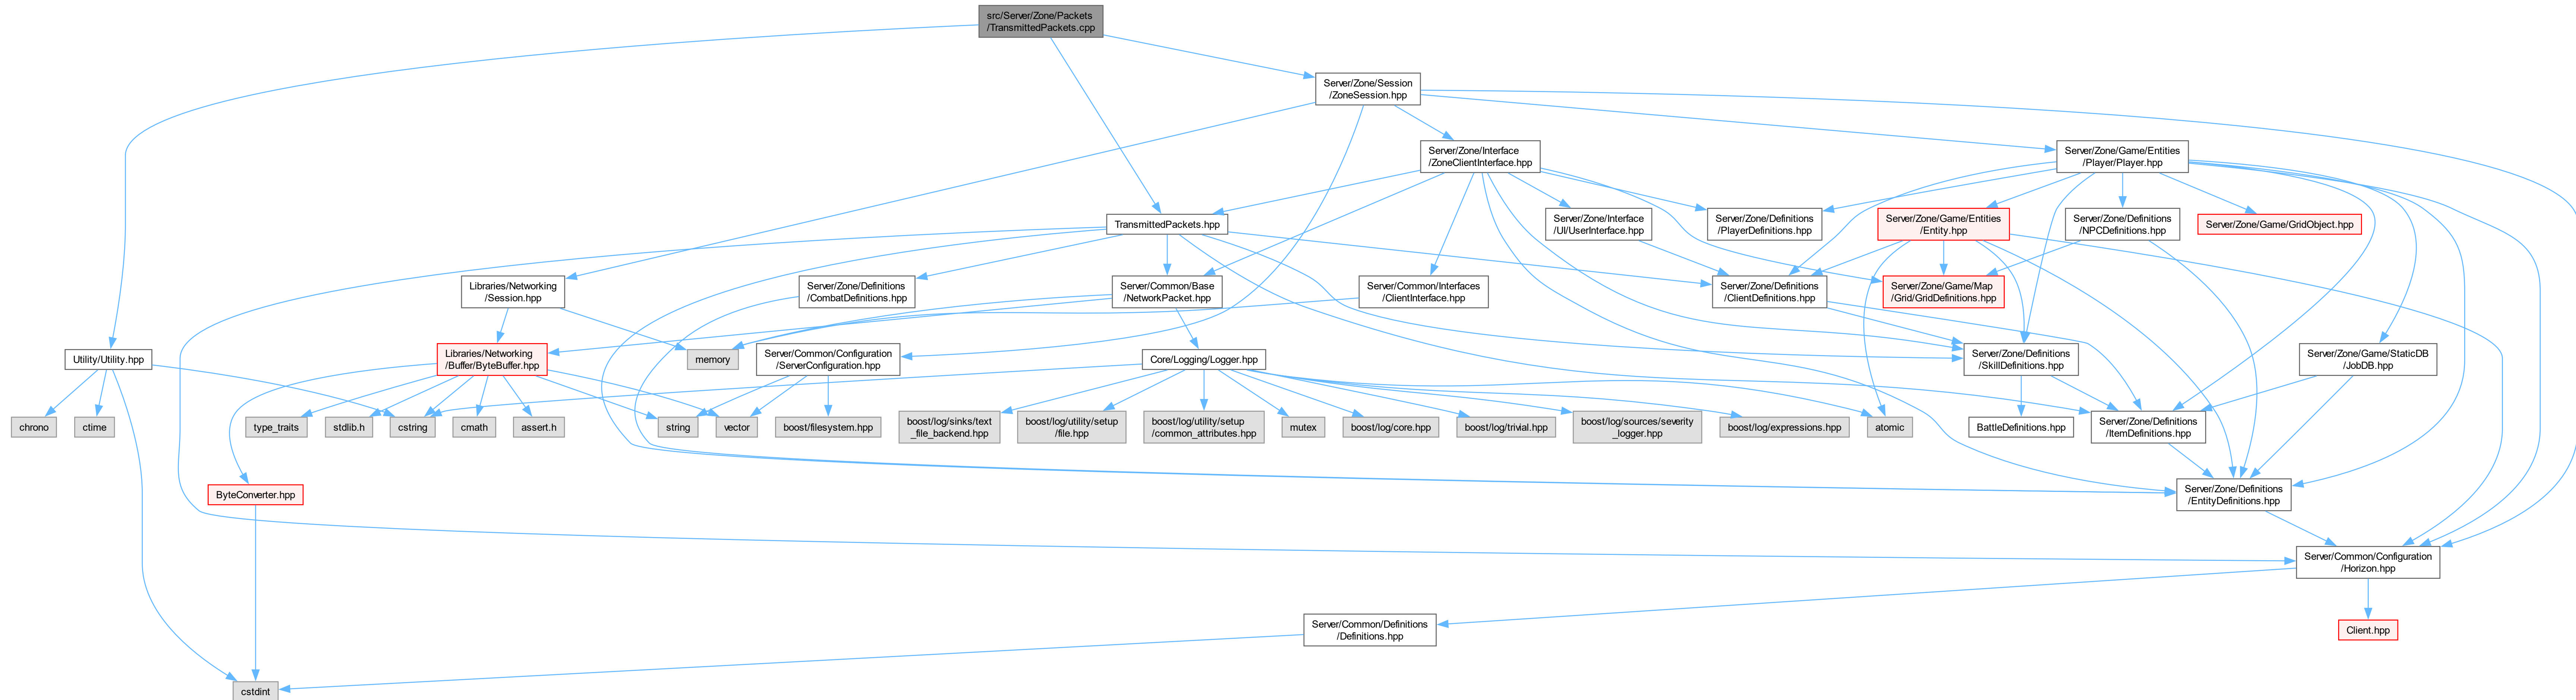 src/Server/Zone/Packets
/TransmittedPackets.cpp
Server/Zone/Session
/ZoneSession.hpp
Server/Zone/Interface
/ZoneClientInterface.hpp
Server/Zone/Game/Entities
/Player/Player.hpp
TransmittedPackets.hpp
Server/Zone/Interface
/UI/UserInterface.hpp
Server/Zone/Definitions
/PlayerDefinitions.hpp
Server/Zone/Game/Entities
/Entity.hpp
Server/Zone/Definitions
/NPCDefinitions.hpp
Server/Zone/Game/GridObject.hpp
Libraries/Networking
/Session.hpp
Server/Zone/Definitions
/CombatDefinitions.hpp
Server/Common/Base
/NetworkPacket.hpp
Server/Common/Interfaces
/ClientInterface.hpp
Server/Zone/Definitions
/ClientDefinitions.hpp
Server/Zone/Game/Map
/Grid/GridDefinitions.hpp
Utility/Utility.hpp
Libraries/Networking
/Buffer/ByteBuffer.hpp
memory
Server/Common/Configuration
/ServerConfiguration.hpp
Core/Logging/Logger.hpp
Server/Zone/Definitions
/SkillDefinitions.hpp
Server/Zone/Game/StaticDB
/JobDB.hpp
chrono
ctime
type_traits
stdlib.h
cstring
cmath
assert.h
string
vector
boost/filesystem.hpp
boost/log/sinks/text
_file_backend.hpp
boost/log/utility/setup
/file.hpp
boost/log/utility/setup
/common_attributes.hpp
mutex
boost/log/core.hpp
boost/log/trivial.hpp
boost/log/sources/severity
_logger.hpp
boost/log/expressions.hpp
atomic
BattleDefinitions.hpp
Server/Zone/Definitions
/ItemDefinitions.hpp
ByteConverter.hpp
Server/Zone/Definitions
/EntityDefinitions.hpp
Server/Common/Configuration
/Horizon.hpp
Server/Common/Definitions
/Definitions.hpp
Client.hpp
cstdint